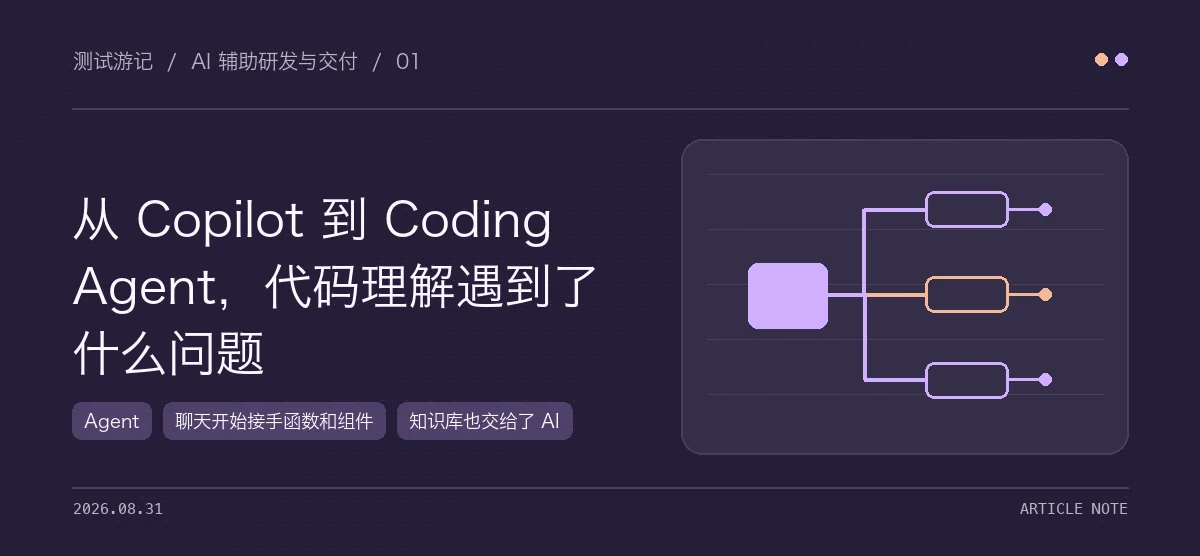 测试游记 / AI 辅助研发与交付 / 01
从 Copilot 到 Coding
Agent，代码理解遇到了
什么问题
Agent
聊天开始接手函数和组件
知识库也交给了 AI
2026.08.31
ARTICLE NOTE